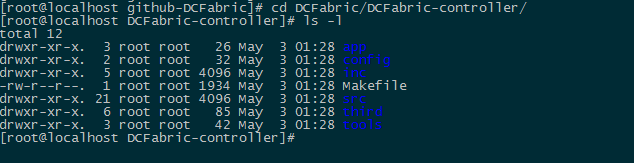 [root@localhost github-DCFabric]# cd DCFabric/DCFabric-controller/
[root@localhost DCFabric-controller]# ls -l
total 12
drwxr-xr-x.  3 root root   26 May  3 01:28 app
drwxr-xr-x.  2 root root   32 May  3 01:28 config
drwxr-xr-x.  5 root root 4096 May  3 01:28 inc
-rw-r--r--.  1 root root 1934 May  3 01:28 Makefile
drwxr-xr-x. 21 root root 4096 May  3 01:28 src
drwxr-xr-x.  6 root root   85 May  3 01:28 third
drwxr-xr-x.  3 root root   42 May  3 01:28 tools
[root@localhost DCFabric-controller]#